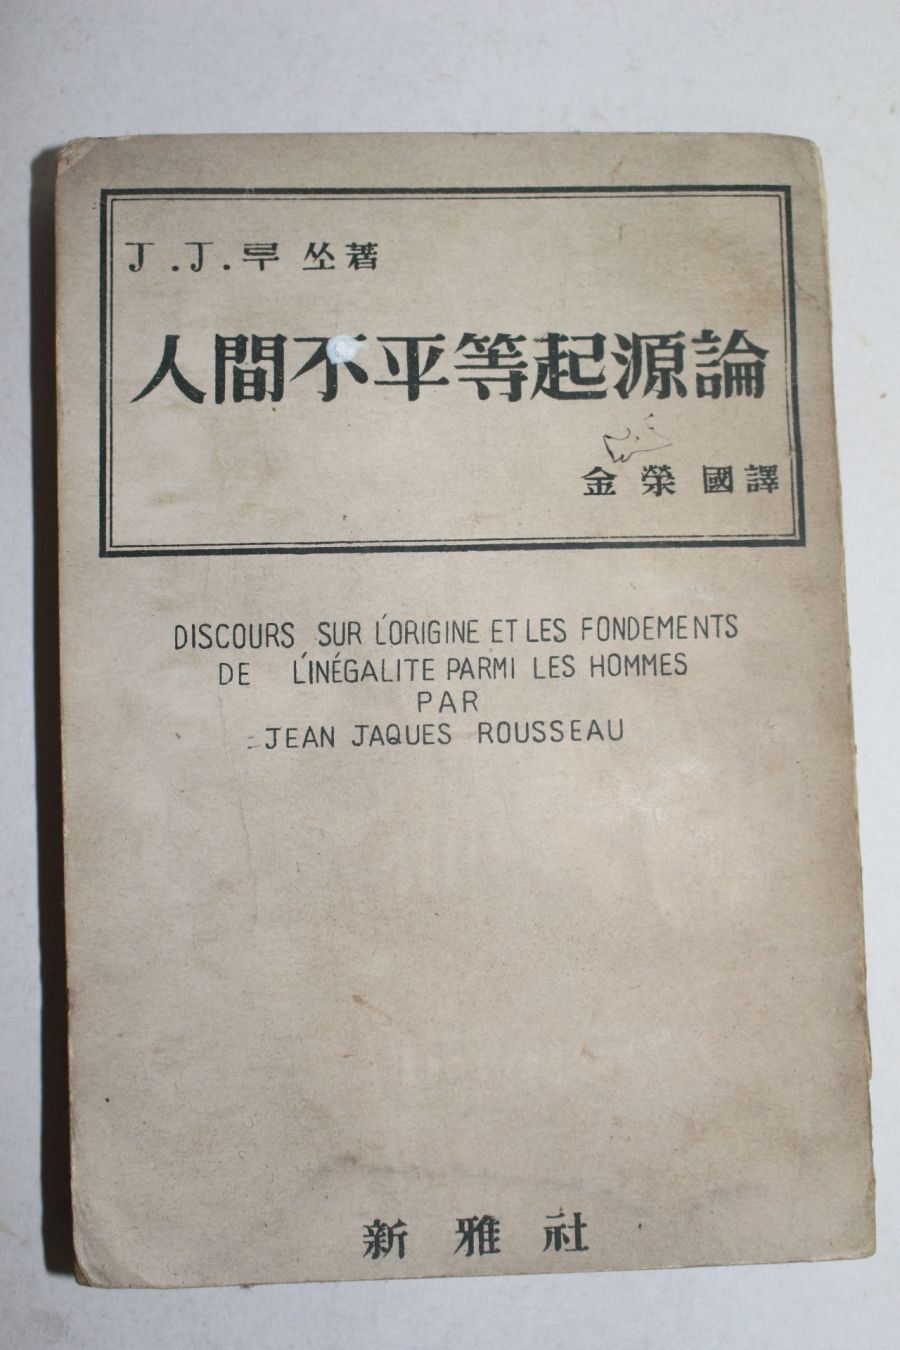 J.J.루쏘著
人間不平等起源論
金榮國譯
DISCOURS SUR L'ORIGINE ET LES FONDEMENTS
DE L'INÉGALITE PARMI LES HOMMES
PAR
JEAN JAQUES ROUSSEAU
新雅社